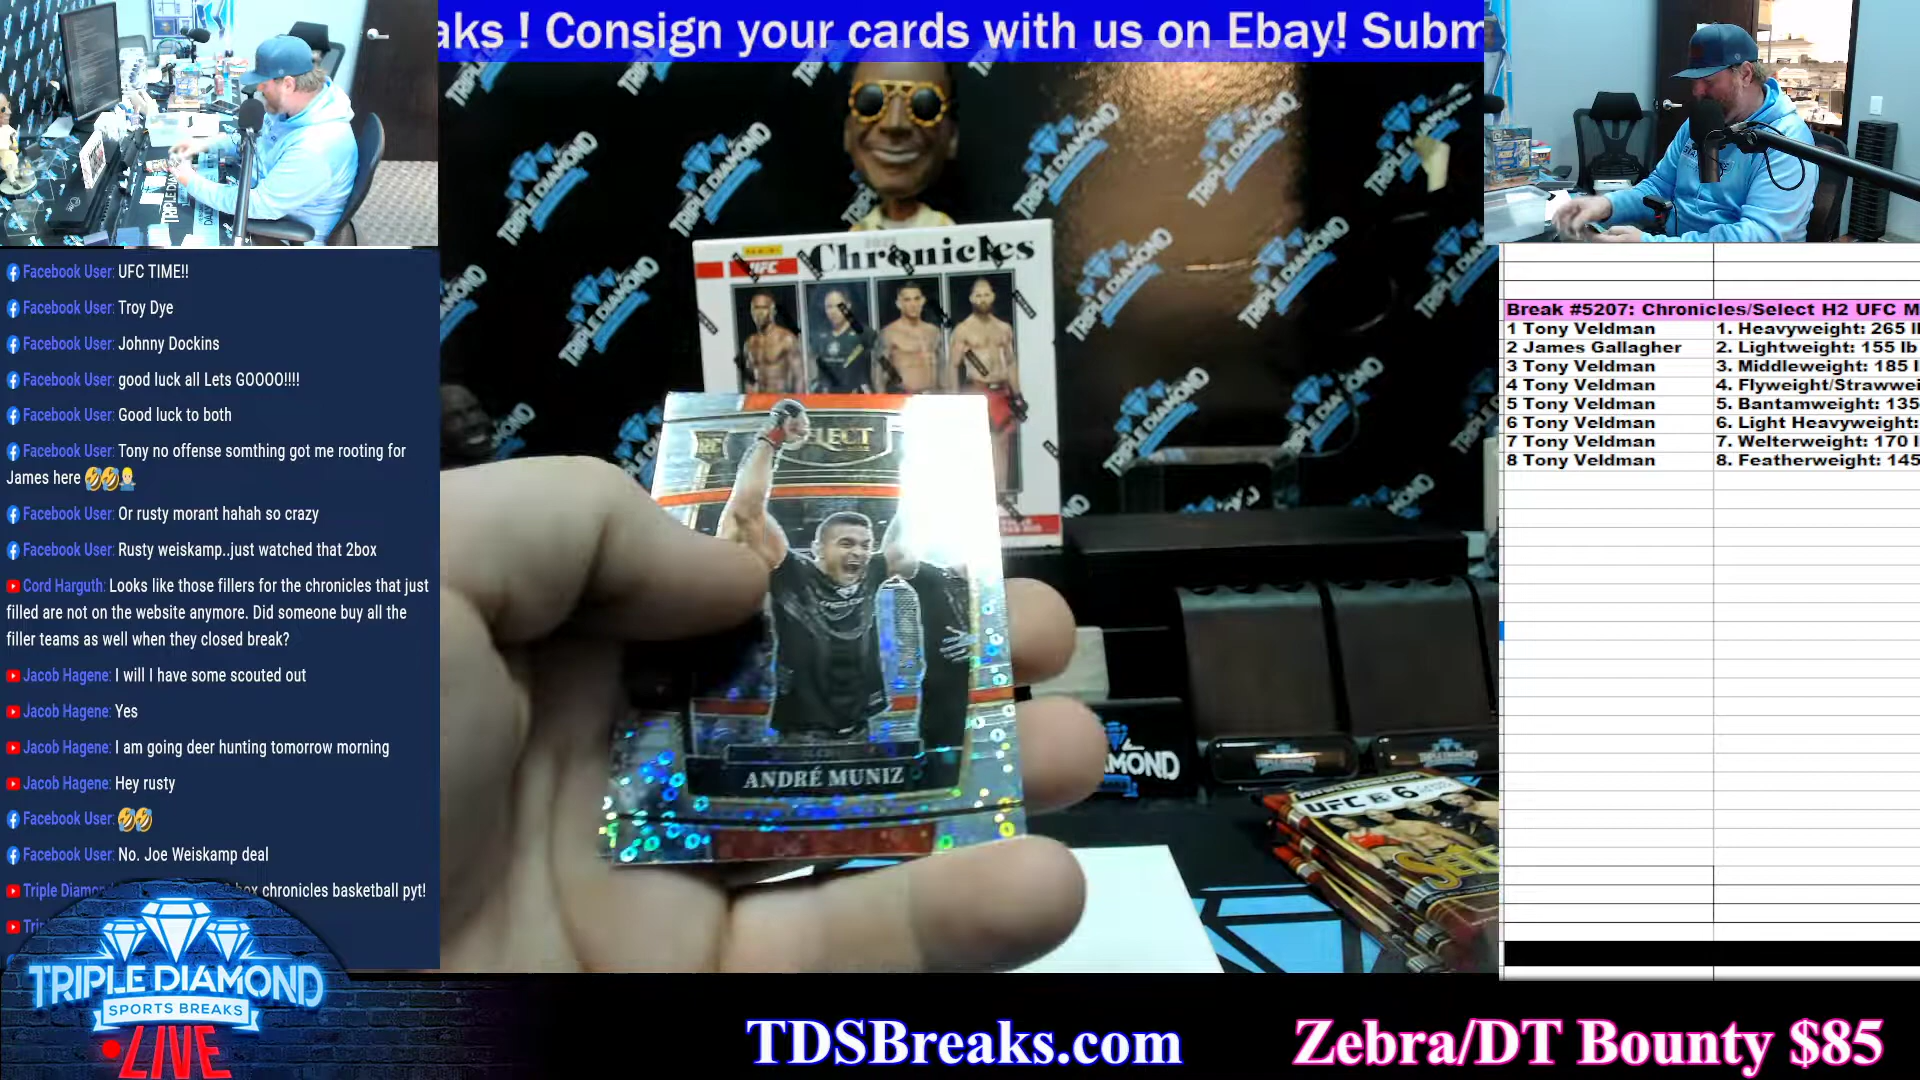 aks ! Consign your cards with us on Ebay! Subm
Facebook User: UFC TIME!!
Facebook User: Troy Dye
Facebook User: Johnny Dockins
Facebook User: good luck all Lets GOOOO!!!!
Facebook User: Good luck to both
Facebook User: Tony no offense somthing got me rooting for
James here 🤣🤣🤷🏼‍♂️
Facebook User: Or rusty morant hahah so crazy
Facebook User: Rusty weiskamp..just watched that 2box
Cord Harguth: Looks like those fillers for the chronicles that just
filled are not on the website anymore. Did someone buy all the
filler teams as well when they closed break?
Jacob Hagene: I will I have some scouted out
Jacob Hagene: Yes
Jacob Hagene: I am going deer hunting tomorrow morning
Jacob Hagene: Hey rusty
Facebook User: 🤣🤣
Facebook User: No. Joe Weiskamp deal
Triple Diamon box chronicles basketball pyt!
Trip
TRIPLE DIAMOND
SPORTS BREAKS
LIVE
PANINI
UFC
Chronicles
SELECT
ANDRÉ MUNIZ
TRIPLE DIAMOND
UFC
Break #5207: Chronicles/Select H2 UFC M
1 Tony Veldman 1. Heavyweight: 265 lb
2 James Gallagher 2. Lightweight: 155 lb
3 Tony Veldman 3. Middleweight: 185 l
4 Tony Veldman 4. Flyweight/Strawwei
5 Tony Veldman 5. Bantamweight: 135
6 Tony Veldman 6. Light Heavyweight:
7 Tony Veldman 7. Welterweight: 170 l
8 Tony Veldman 8. Featherweight: 145
TDSBreaks.com
Zebra/DT Bounty $85